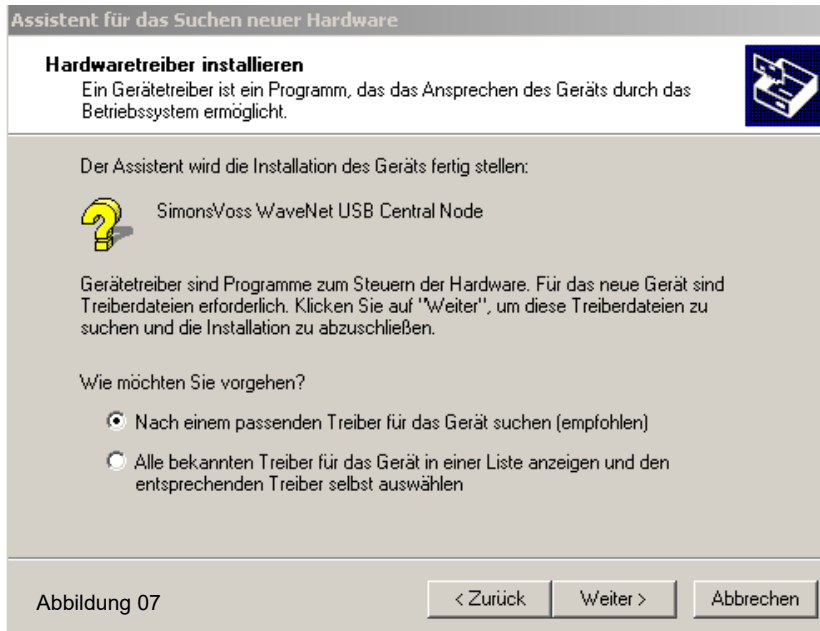 Assistent für das Suchen neuer Hardware
Hardwaretreiber installieren
Ein Gerätetreiber ist ein Programm, das das Ansprechen des Geräts durch das
Betriebssystem ermöglicht.
Der Assistent wird die Installation des Geräts fertig stellen:
SimonsVoss WaveNet USB Central Node
Gerätetreiber sind Programme zum Steuern der Hardware. Für das neue Gerät sind
Treiberdateien erforderlich. Klicken Sie auf "Weiter", um diese Treiberdateien zu
suchen und die Installation zu abzuschließen.
Wie möchten Sie vorgehen?
Nach einem passenden Treiber für das Gerät suchen (empfohlen)
Alle bekannten Treiber für das Gerät in einer Liste anzeigen und den
entsprechenden Treiber selbst auswählen
Abbildung 07
< Zurück
Weiter >
Abbrechen